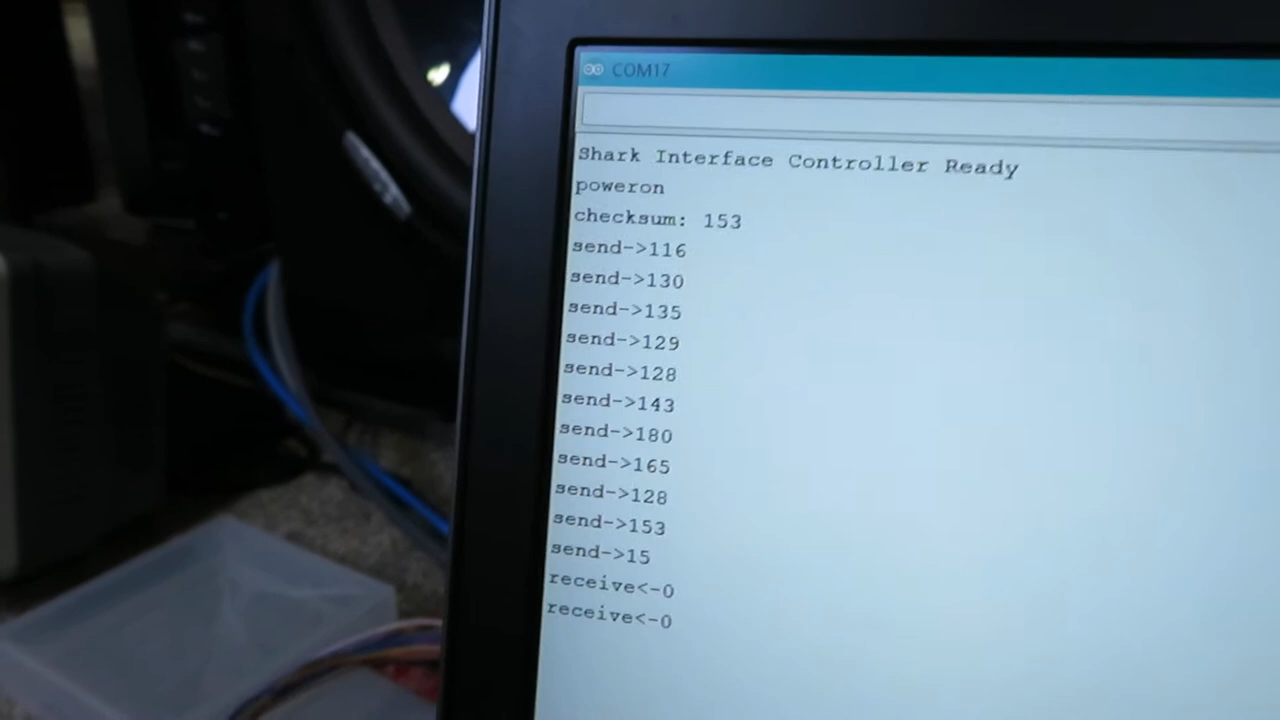 COM17
Shark Interface Controller Ready
poweron
checksum: 153
send->116
send->130
send->135
send->129
send->128
send->143
send->180
send->165
send->128
send->153
send->15
receive<-0
receive<-0